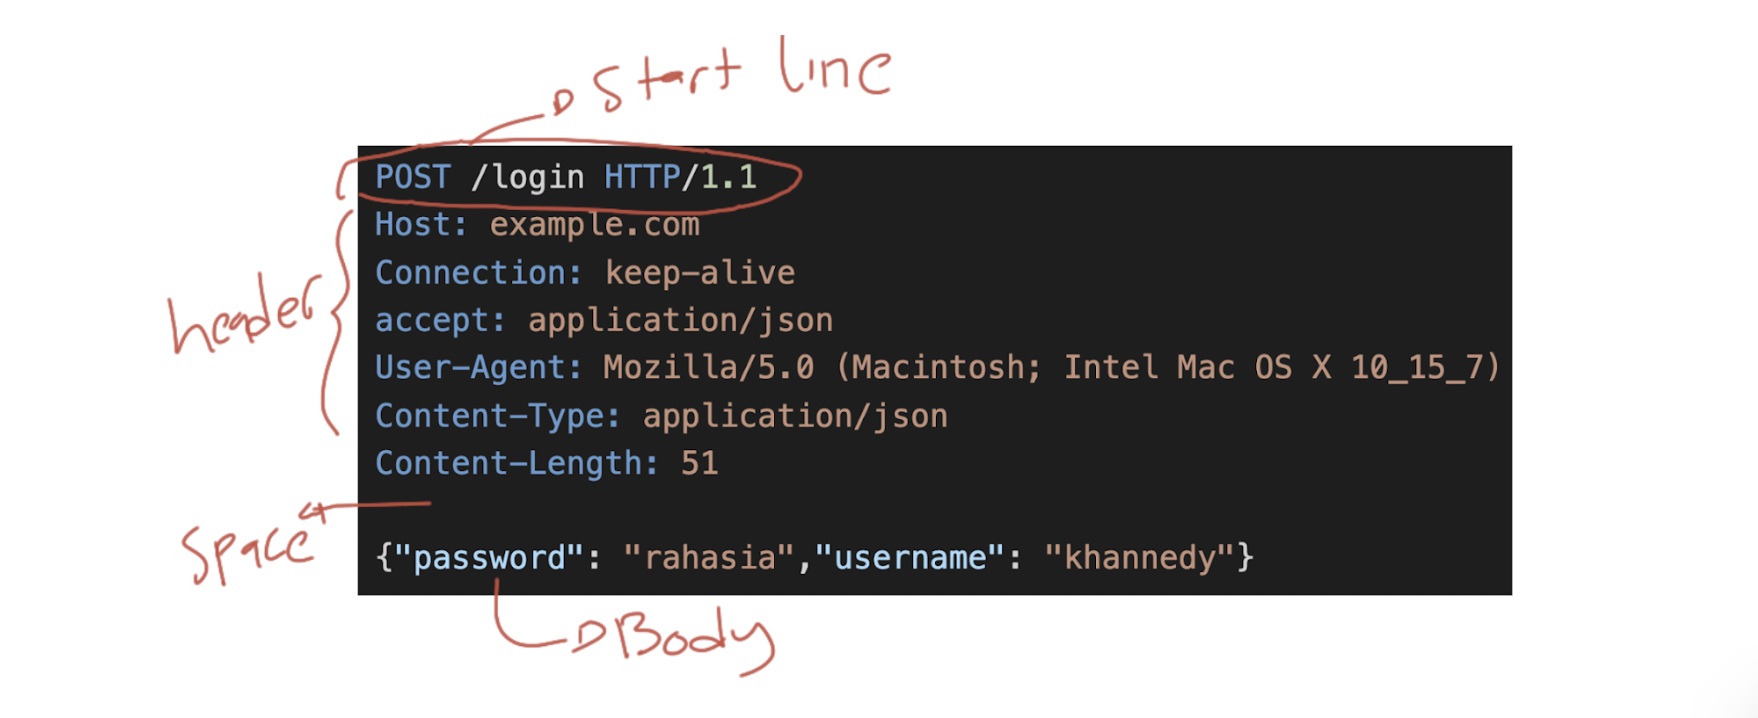 Start line
POST /login HTTP/1.1
Host: example.com
Connection: keep-alive
header
accept: application/json
User-Agent: Mozilla/5.0 (Macintosh; Intel Mac OS X 10_15_7)
Content-Type: application/json
Content-Length: 51
Space
{"password": "rahasia","username": "khannedy"}
Body